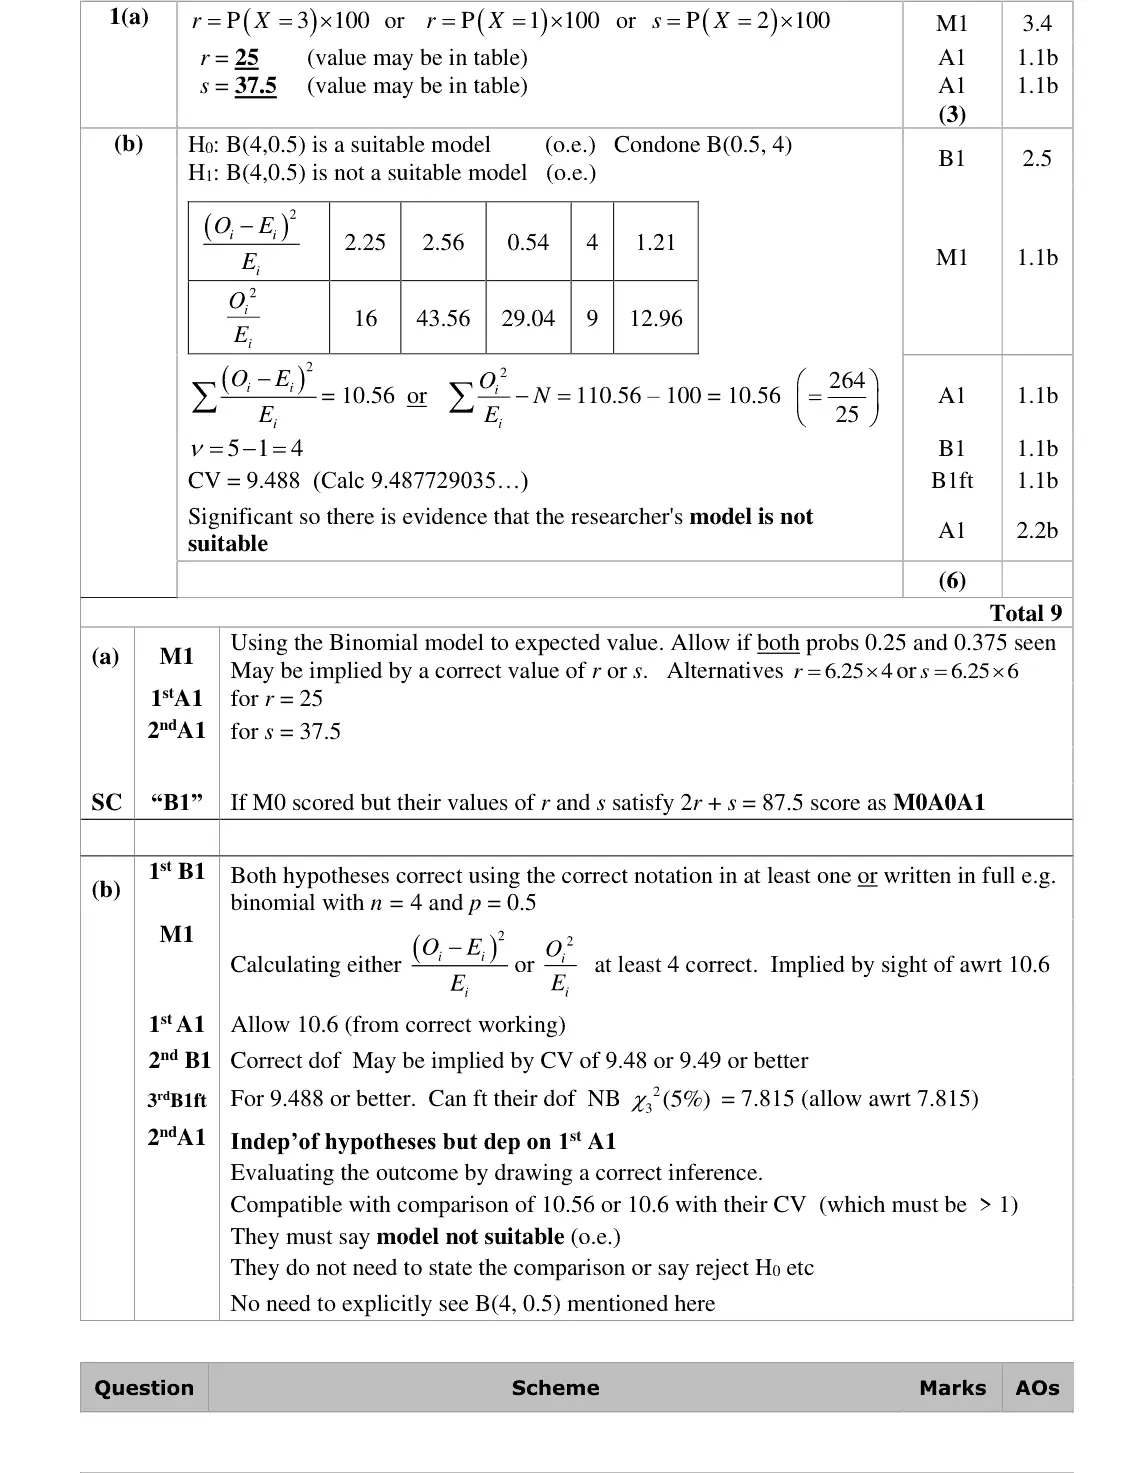 1(a) r = P(X = 3)×100 or r = P(X = 1)×100 or s = P(X = 2)×100 M1 3.4
r = 25 (value may be in table) A1 1.1b
s = 37.5 (value may be in table) A1 1.1b
(3)
(b) H0: B(4,0.5) is a suitable model (o.e.) Condone B(0.5, 4)
H1: B(4,0.5) is not a suitable model (o.e.) B1 2.5
(Oi − Ei)²/Ei 2.25 2.56 0.54 4 1.21
M1 1.1b
Oi²/Ei 16 43.56 29.04 9 12.96
∑(Oi − Ei)²/Ei = 10.56 or ∑Oi²/Ei − N = 110.56 – 100 = 10.56 (= 264/25) A1 1.1b
ν = 5−1 = 4 B1 1.1b
CV = 9.488 (Calc 9.487729035…) B1ft 1.1b
Significant so there is evidence that the researcher's model is not
suitable A1 2.2b
(6)
Total 9
(a) M1 Using the Binomial model to expected value. Allow if both probs 0.25 and 0.375 seen
May be implied by a correct value of r or s. Alternatives r = 6.25×4 or s = 6.25×6
1st A1 for r = 25
2nd A1 for s = 37.5
SC “B1” If M0 scored but their values of r and s satisfy 2r + s = 87.5 score as M0A0A1
(b) 1st B1 Both hypotheses correct using the correct notation in at least one or written in full e.g.
binomial with n = 4 and p = 0.5
M1 Calculating either (Oi − Ei)²/Ei or Oi²/Ei at least 4 correct. Implied by sight of awrt 10.6
1st A1 Allow 10.6 (from correct working)
2nd B1 Correct dof May be implied by CV of 9.48 or 9.49 or better
3rd B1ft For 9.488 or better. Can ft their dof NB χ₃²(5%) = 7.815 (allow awrt 7.815)
2nd A1 Indep’of hypotheses but dep on 1st A1
Evaluating the outcome by drawing a correct inference.
Compatible with comparison of 10.56 or 10.6 with their CV (which must be > 1)
They must say model not suitable (o.e.)
They do not need to state the comparison or say reject H0 etc
No need to explicitly see B(4, 0.5) mentioned here
Question Scheme Marks AOs